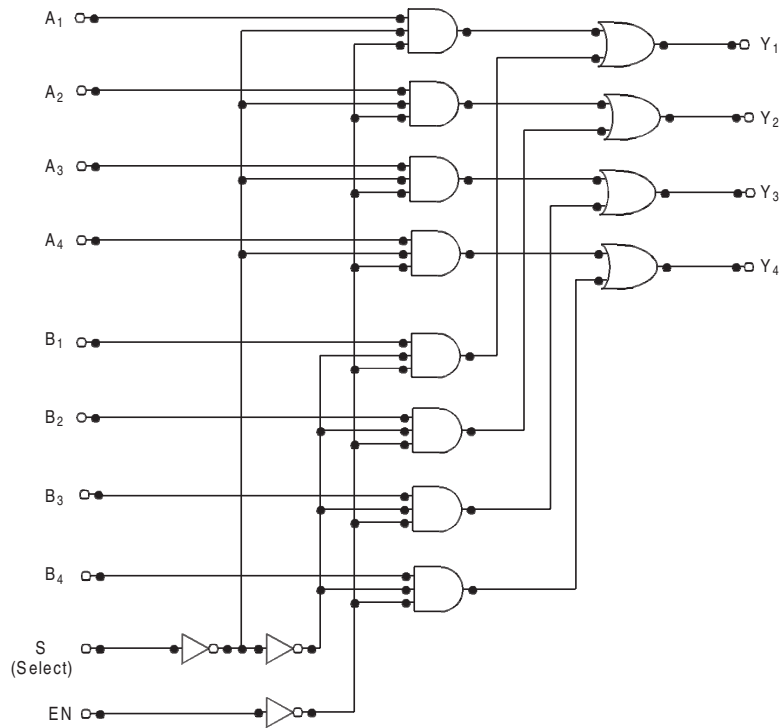 A₁
Y₁
A₂
Y₂
A₃
Y₃
A₄
Y₄
B₁
B₂
B₃
B₄
S
(Select)
EN